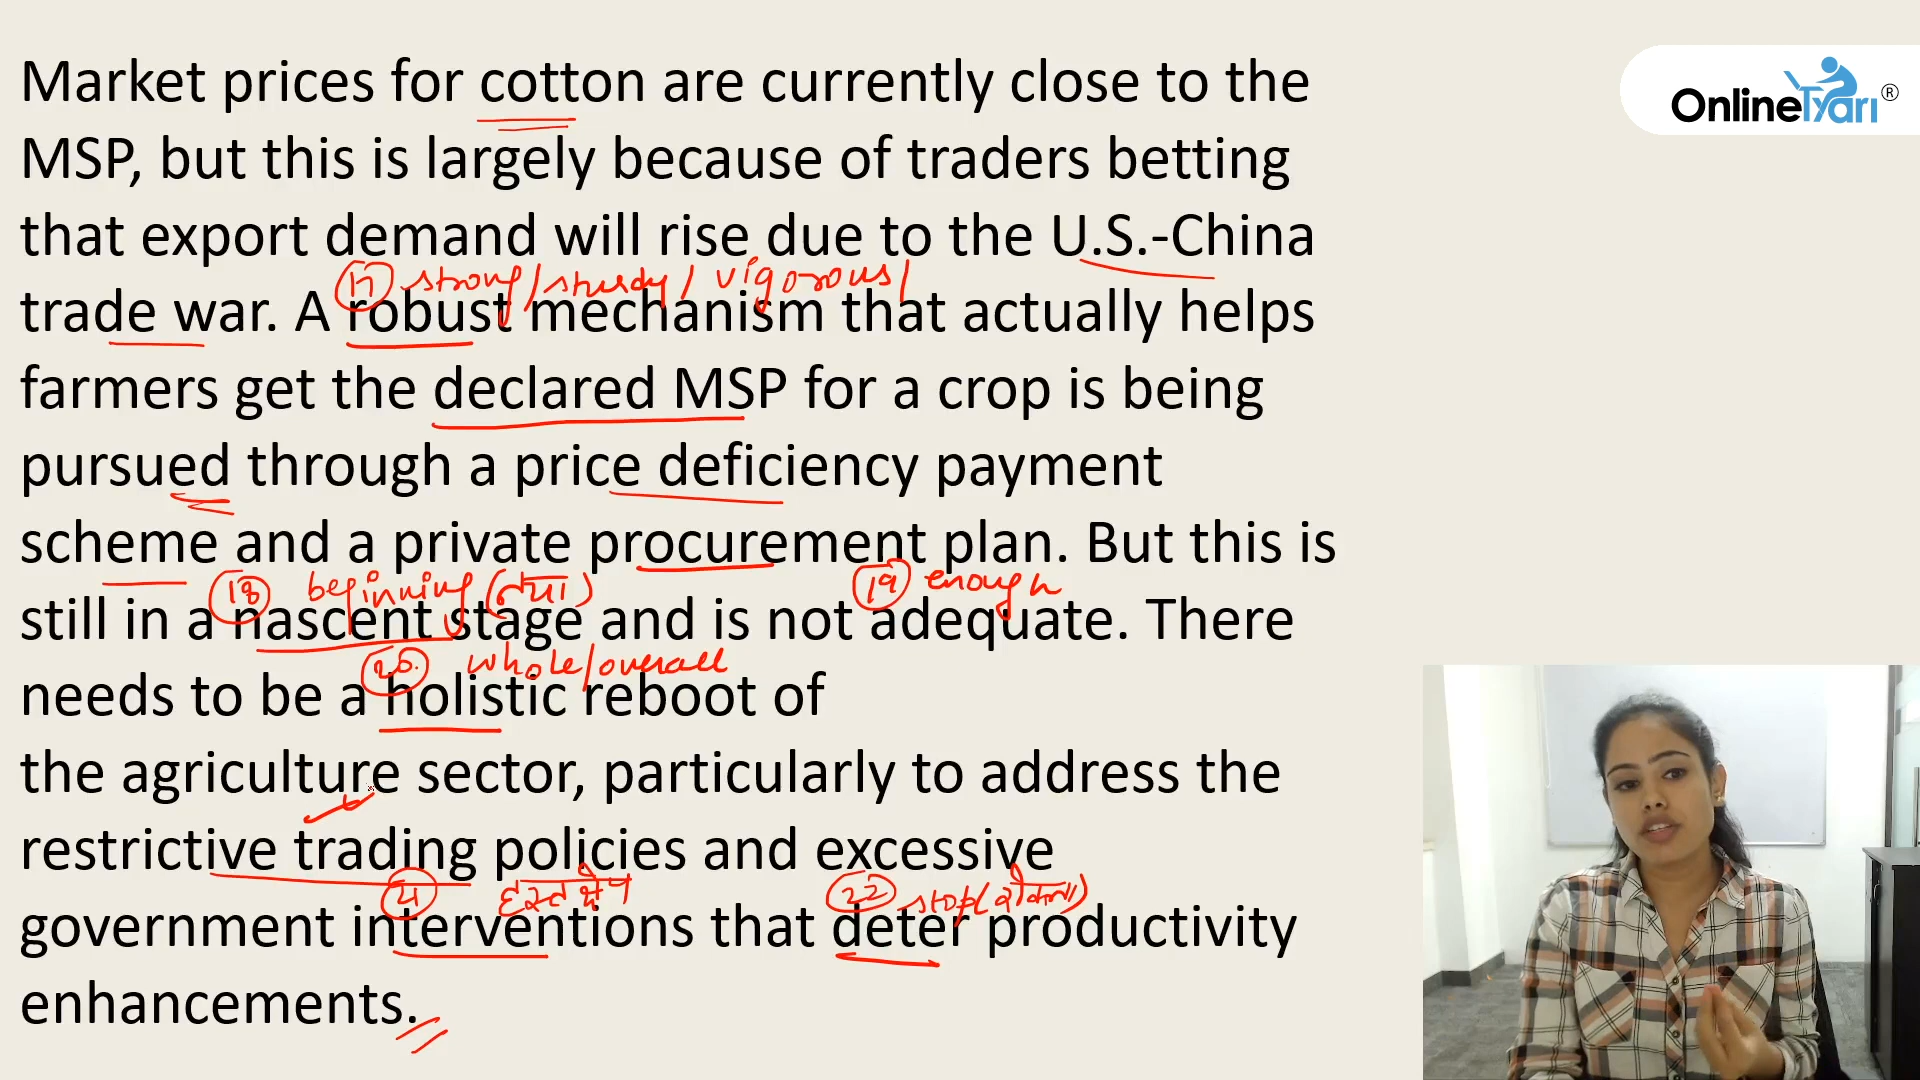 Market prices for cotton are currently close to the
OnlineTyari ®
MSP, but this is largely because of traders betting
that export demand will rise due to the U.S.-China
17 strong/sturdy/ vigorous/
trade war. A robust mechanism that actually helps
farmers get the declared MSP for a crop is being
pursued through a price deficiency payment
scheme and a private procurement plan. But this is
18 beginning (नया) 19 enough
still in a nascent stage and is not adequate. There
20. whole/overall
needs to be a holistic reboot of
the agriculture sector, particularly to address the
restrictive trading policies and excessive
21 हस्तक्षेप 22 stop(रोकना)
government interventions that deter productivity
enhancements.